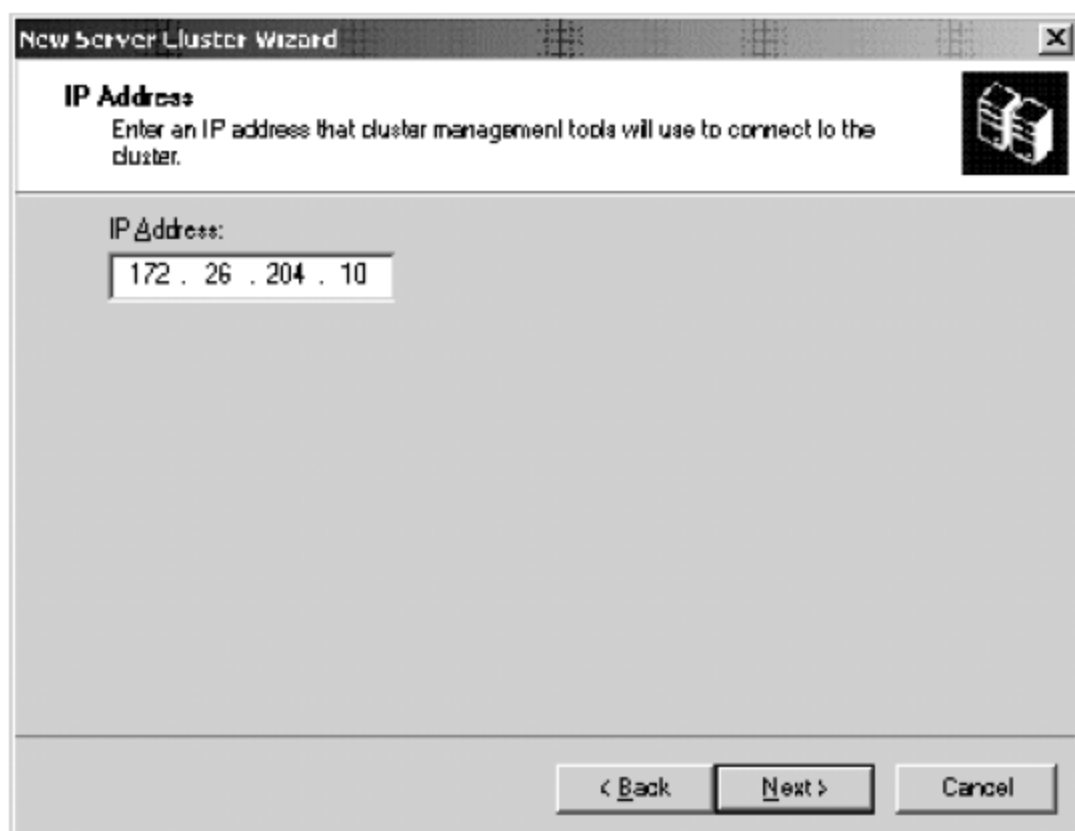 New Server Cluster Wizard
IP Address
Enter an IP address that cluster management tools will use to connect to the
cluster.
IP Address:
172 . 26 . 204 . 10
< Back
Next >
Cancel